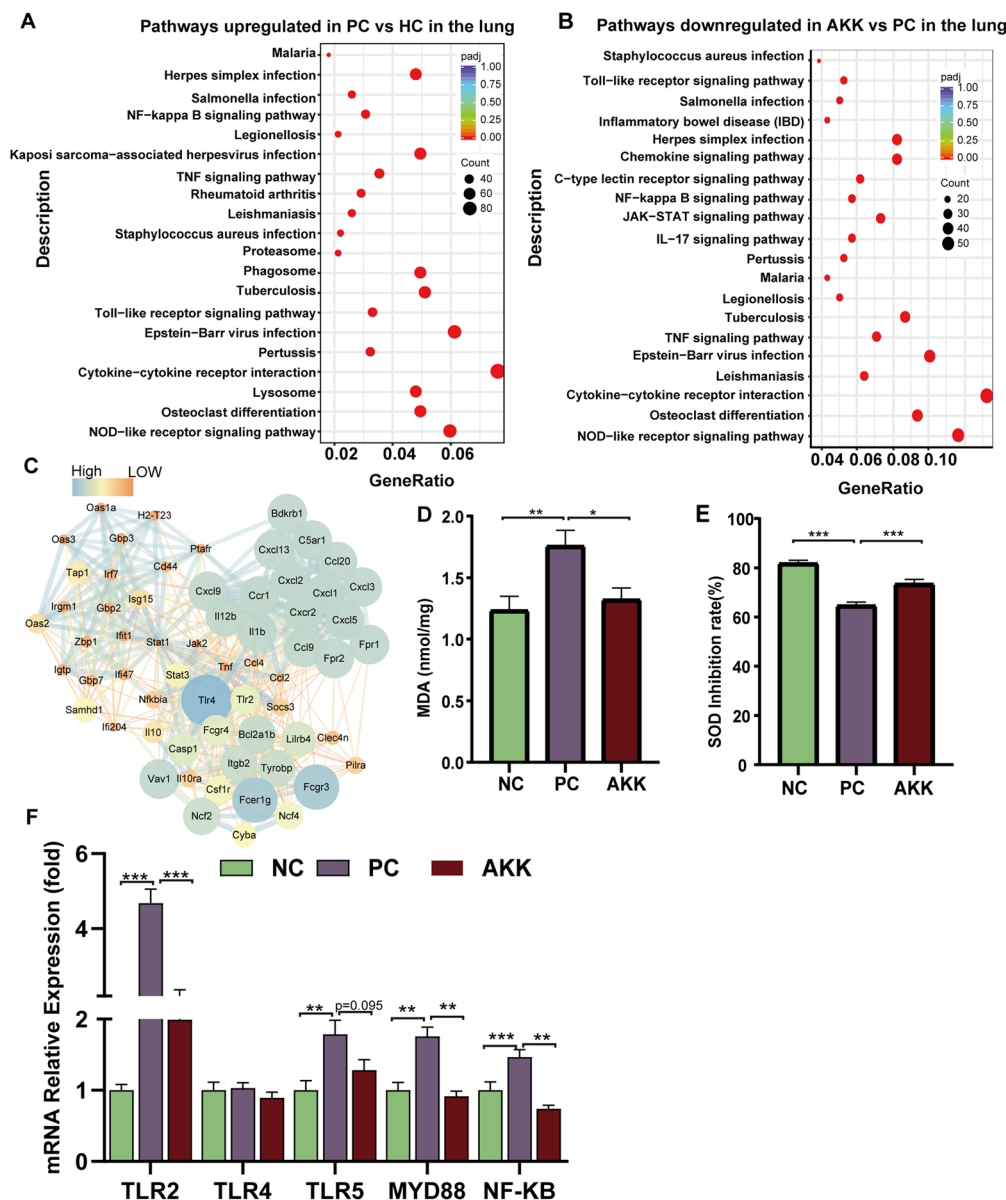 A
Pathways upregulated in PC vs HC in the lung
Description
Malaria
Herpes simplex infection
Salmonella infection
NF−kappa B signaling pathway
Legionellosis
Kaposi sarcoma−associated herpesvirus infection
TNF signaling pathway
Rheumatoid arthritis
Leishmaniasis
Staphylococcus aureus infection
Proteasome
Phagosome
Tuberculosis
Toll−like receptor signaling pathway
Epstein−Barr virus infection
Pertussis
Cytokine−cytokine receptor interaction
Lysosome
Osteoclast differentiation
NOD−like receptor signaling pathway
padj
1.00
0.75
0.50
0.25
0.00
Count
40
60
80
0.02 0.04 0.06
GeneRatio
B
Pathways downregulated in AKK vs PC in the lung
Description
Staphylococcus aureus infection
Toll−like receptor signaling pathway
Salmonella infection
Inflammatory bowel disease (IBD)
Herpes simplex infection
Chemokine signaling pathway
C−type lectin receptor signaling pathway
NF−kappa B signaling pathway
JAK−STAT signaling pathway
IL−17 signaling pathway
Pertussis
Malaria
Legionellosis
Tuberculosis
TNF signaling pathway
Epstein−Barr virus infection
Leishmaniasis
Cytokine−cytokine receptor interaction
Osteoclast differentiation
NOD−like receptor signaling pathway
padj
1.00
0.75
0.50
0.25
0.00
Count
20
30
40
50
0.04 0.06 0.08 0.10
GeneRatio
C
High LOW
Oas1a
H2-T23
Bdkrb1
Oas3
Gbp3
Ptafr
Cxcl13
C5ar1
Tap1
Irf7
Cd44
Ccl20
Irgm1
Gbp2
Isg15
Cxcl9
Ccr1
Cxcl2
Cxcl1
Cxcl3
Oas2
Il12b
Cxcr2
Cxcl5
Zbp1
Ifit1
Stat1
Jak2
Il1b
Fpr1
Igtp
Gbp7
Ifi47
Stat3
Tnf
Ccl4
Ccl9
Fpr2
Samhd1
Nfkbia
Tlr4
Tlr2
Ccl2
Socs3
Ifi204
Il10
Fcgr4
Bcl2a1b
Lilrb4
Clec4n
Casp1
Itgb2
Tyrobp
Pilra
Vav1
Il10ra
Csf1r
Fcer1g
Fcgr3
Ncf2
Ncf4
Cyba
D
MDA (nmol/mg)
2.0
1.5
1.0
0.5
0.0
**
*
NC PC AKK
E
SOD Inhibition rate(%)
100
80
60
40
20
0
***
***
NC PC AKK
F
mRNA Relative Expression (fold)
6
4
2
1
0
NC PC AKK
*** ***
** p=0.095
** **
*** **
TLR2 TLR4 TLR5 MYD88 NF-KB